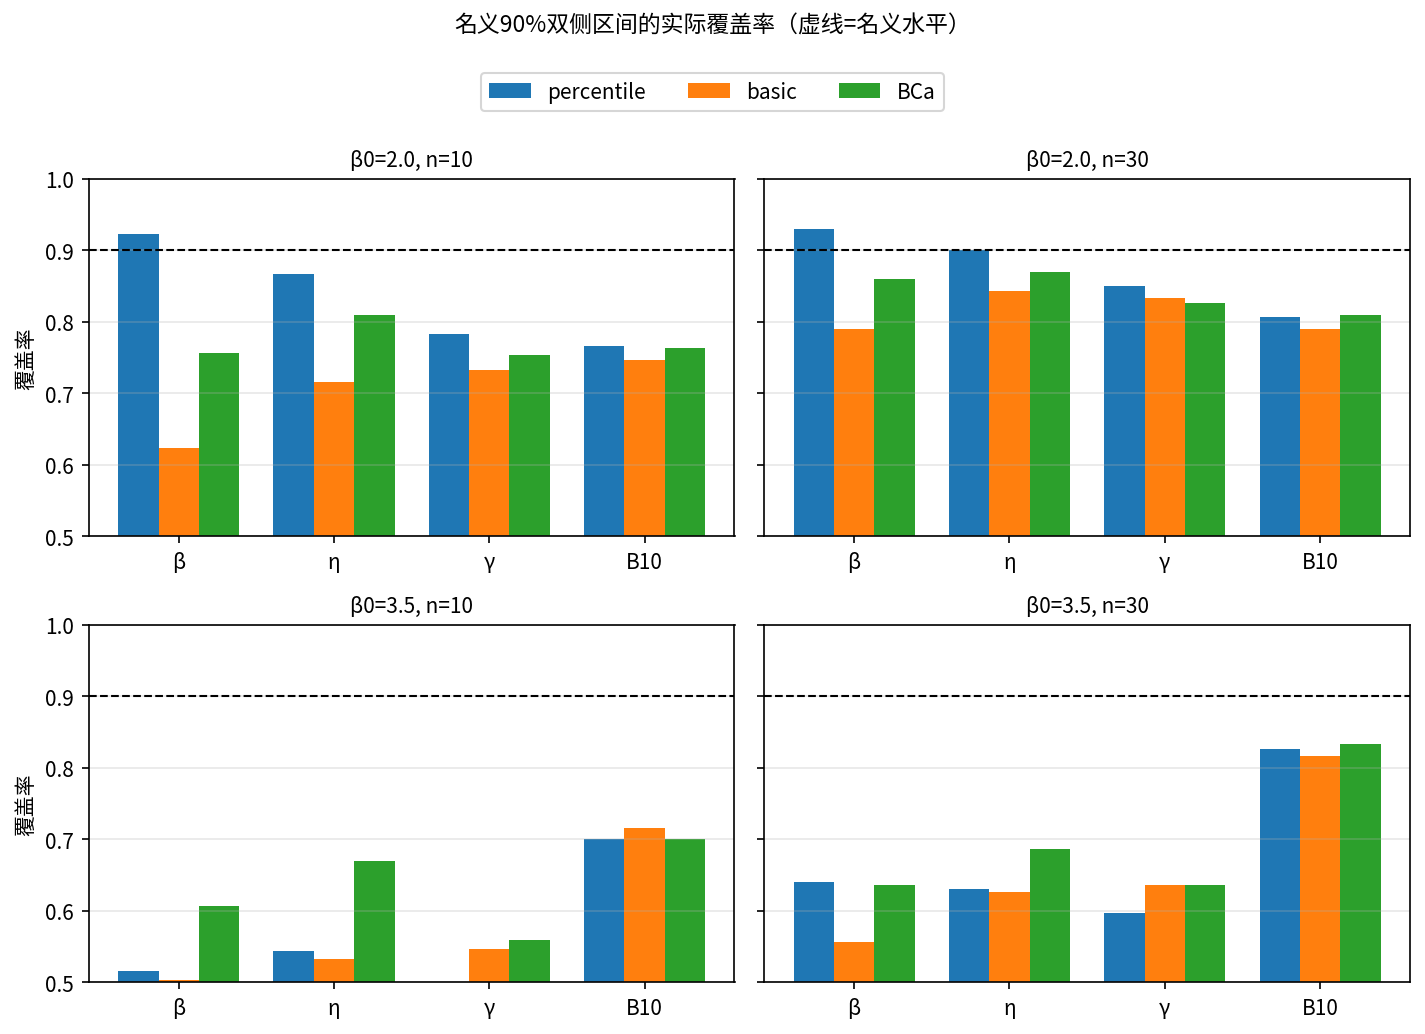 名义90%双侧区间的实际覆盖率（虚线=名义水平）
percentile basic BCa
β0=2.0, n=10
β0=2.0, n=30
1.0
0.9
0.8
0.7
0.6
0.5
覆盖率
β η γ B10
β η γ B10
β0=3.5, n=10
β0=3.5, n=30
1.0
0.9
0.8
0.7
0.6
0.5
覆盖率
β η γ B10
β η γ B10